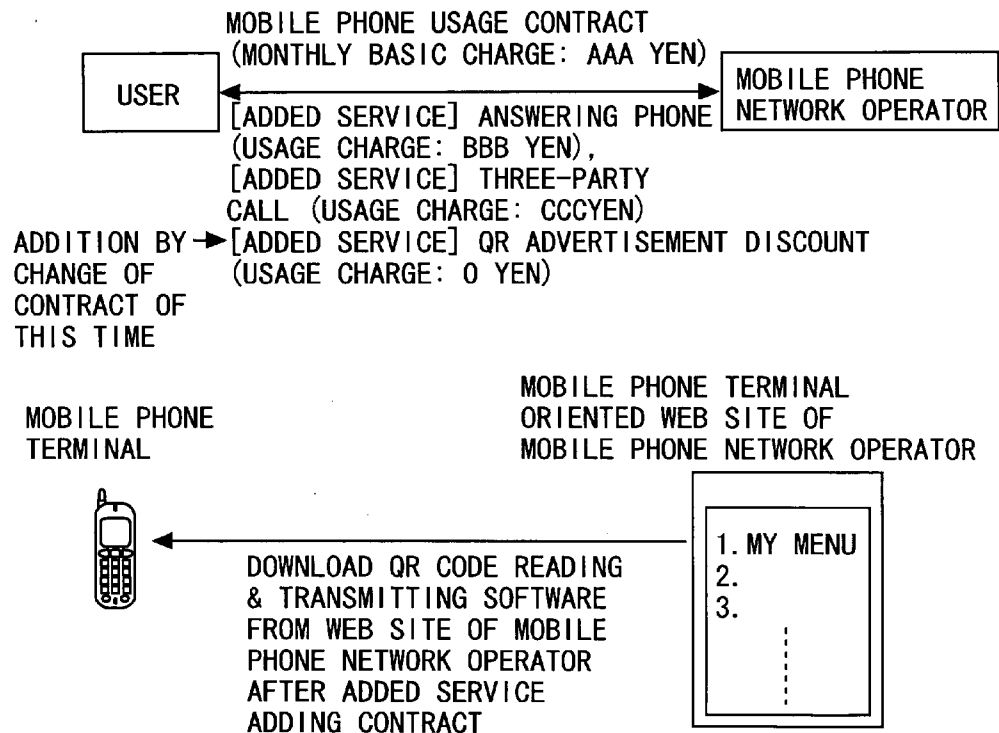 MOBILE PHONE USAGE CONTRACT
(MONTHLY BASIC CHARGE: AAA YEN)
USER
MOBILE PHONE
NETWORK OPERATOR
[ADDED SERVICE] ANSWERING PHONE
(USAGE CHARGE: BBB YEN),
[ADDED SERVICE] THREE-PARTY
CALL (USAGE CHARGE: CCCYEN)
ADDITION BY
CHANGE OF
CONTRACT OF
THIS TIME
[ADDED SERVICE] QR ADVERTISEMENT DISCOUNT
(USAGE CHARGE: 0 YEN)
MOBILE PHONE
TERMINAL
MOBILE PHONE TERMINAL
ORIENTED WEB SITE OF
MOBILE PHONE NETWORK OPERATOR
1. MY MENU
2.
3.
DOWNLOAD QR CODE READING
& TRANSMITTING SOFTWARE
FROM WEB SITE OF MOBILE
PHONE NETWORK OPERATOR
AFTER ADDED SERVICE
ADDING CONTRACT